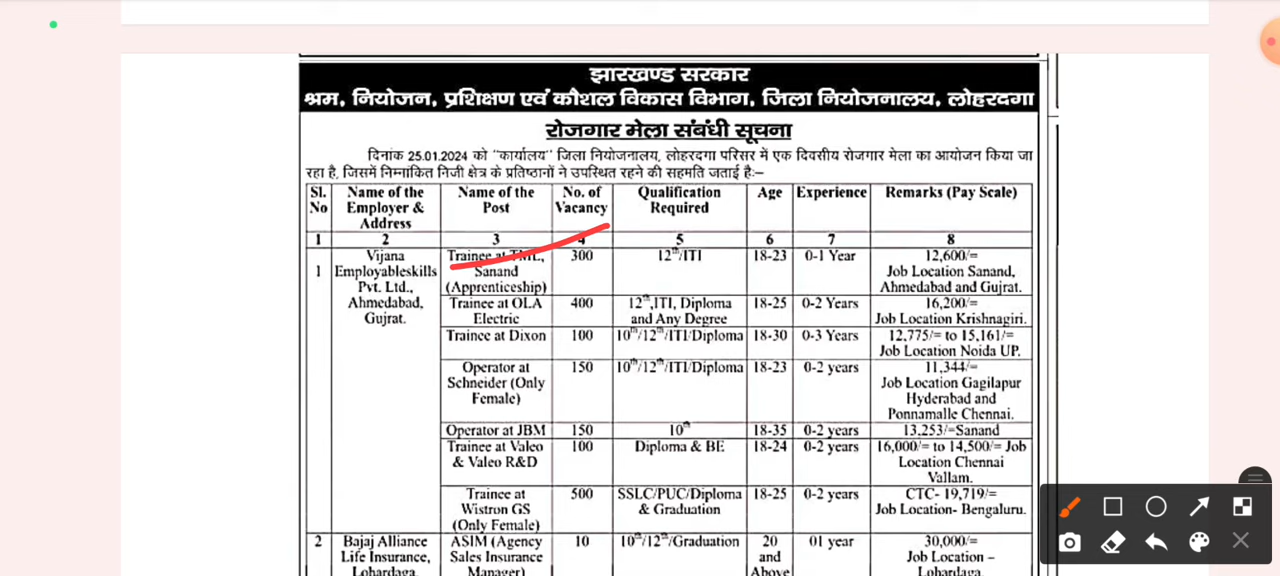 झारखण्ड सरकार
श्रम, नियोजन, प्रशिक्षण एवं कौशल विकास विभाग, जिला नियोजनालय, लोहरदगा
रोजगार मेला संबंधी सूचना
दिनांक 25.01.2024 को "कार्यालय" जिला नियोजनालय, लोहरदगा परिसर में एक दिवसीय रोजगार मेला का आयोजन किया जा
रहा है, जिसमें निम्नांकित निजी क्षेत्र के प्रतिष्ठानों ने उपस्थित रहने की सहमति जताई है:–
Sl. No | Name of the Employer & Address | Name of the Post | No. of Vacancy | Qualification Required | Age | Experience | Remarks (Pay Scale)
1 | 2 | 3 | 4 | 5 | 6 | 7 | 8
1 | Vijana Employableskills Pvt. Ltd., Ahmedabad, Gujrat. | Trainee at TML, Sanand (Apprenticeship) | 300 | 12th/ITI | 18-23 | 0-1 Year | 12,600/= Job Location Sanand, Ahmedabad and Gujrat.
Trainee at OLA Electric | 400 | 12th,ITI, Diploma and Any Degree | 18-25 | 0-2 Years | 16,200/= Job Location Krishnagiri.
Trainee at Dixon | 100 | 10th/12th/ITI/Diploma | 18-30 | 0-3 Years | 12,775/= to 15,161/= Job Location Noida UP.
Operator at Schneider (Only Female) | 150 | 10th/12th/ITI/Diploma | 18-23 | 0-2 years | 11,344/= Job Location Gagilapur Hyderabad and Ponnamalle Chennai.
Operator at JBM | 150 | 10th | 18-35 | 0-2 years | 13,253/=Sanand
Trainee at Valeo & Valeo R&D | 100 | Diploma & BE | 18-24 | 0-2 years | 16,000/= to 14,500/= Job Location Chennai Vallam.
Trainee at Wistron GS (Only Female) | 500 | SSLC/PUC/Diploma & Graduation | 18-25 | 0-2 years | CTC- 19,719/= Job Location- Bengaluru.
2 | Bajaj Alliance Life Insurance, Lohardaga. | ASIM (Agency Sales Insurance Manager) | 10 | 10th/12th/Graduation | 20 and Above | 01 year | 30,000/= Job Location – Lohardaga.